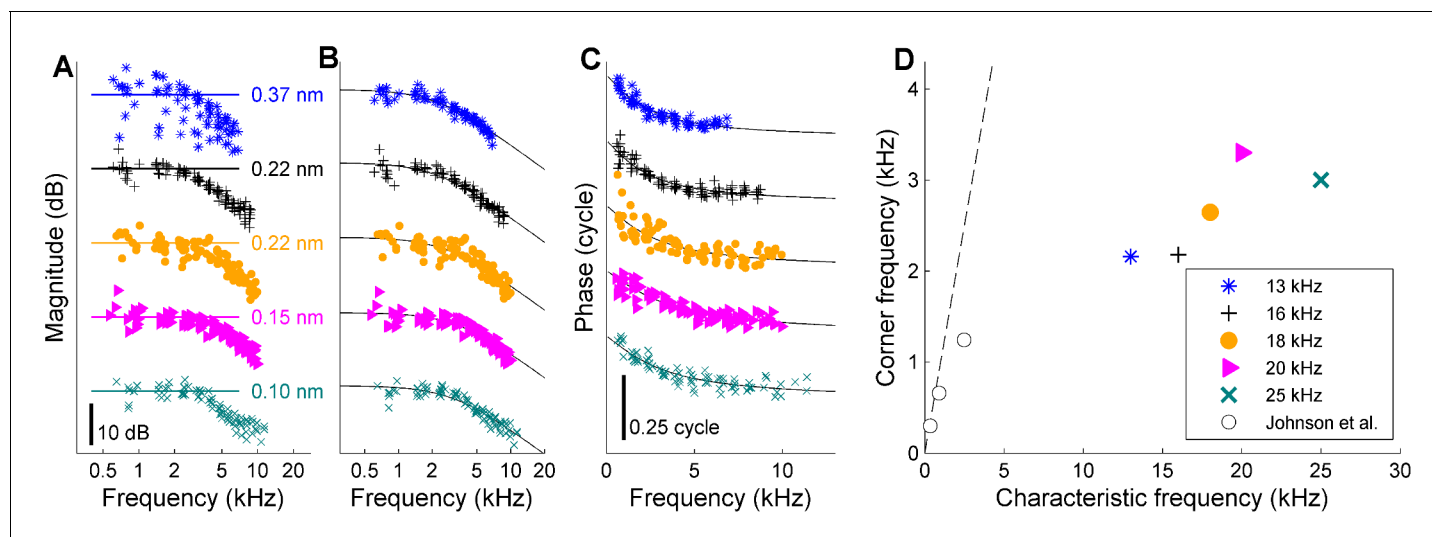 A
Magnitude (dB)
0.37 nm
0.22 nm
0.22 nm
0.15 nm
0.10 nm
10 dB
0.5 1 2 5 10 20
Frequency (kHz)
B
0.5 1 2 5 10 20
Frequency (kHz)
C
Phase (cycle)
0.25 cycle
0 5 10
Frequency (kHz)
D
Corner frequency (kHz)
4
3
2
1
0
0 5 10 15 20 25 30
Characteristic frequency (kHz)
13 kHz
16 kHz
18 kHz
20 kHz
25 kHz
Johnson et al.